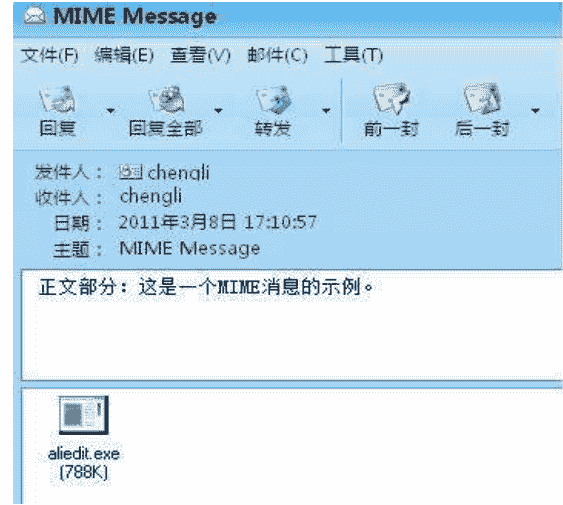 MIME Message
文件(F) 编辑(E) 查看(V) 邮件(C) 工具(T)
回复 回复全部 转发 前一封 后一封
发件人： chengli
收件人： chengli
日期： 2011年3月8日 17:10:57
主题： MIME Message
正文部分：这是一个MIME消息的示例。
aliedit.exe
(788K)